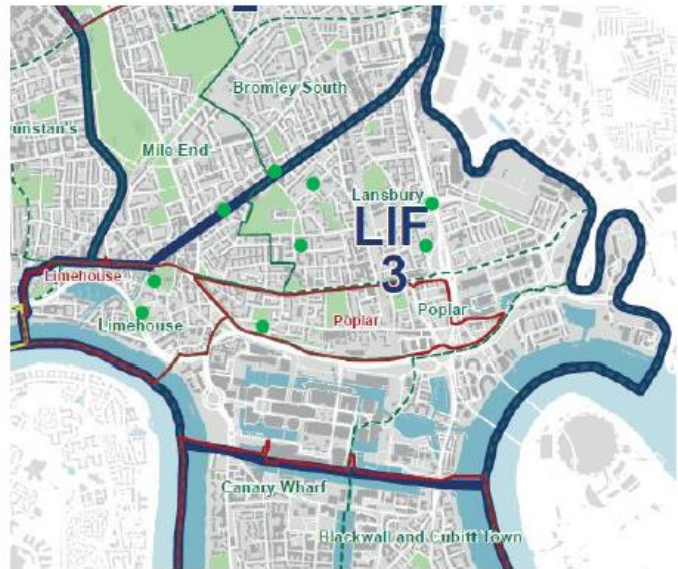 Bromley South
unstan's
Mile End
Lansbury
LIF
3
Limehouse
Poplar
Limehouse
Poplar
Canary Wharf
Blackwall and Cubitt Town